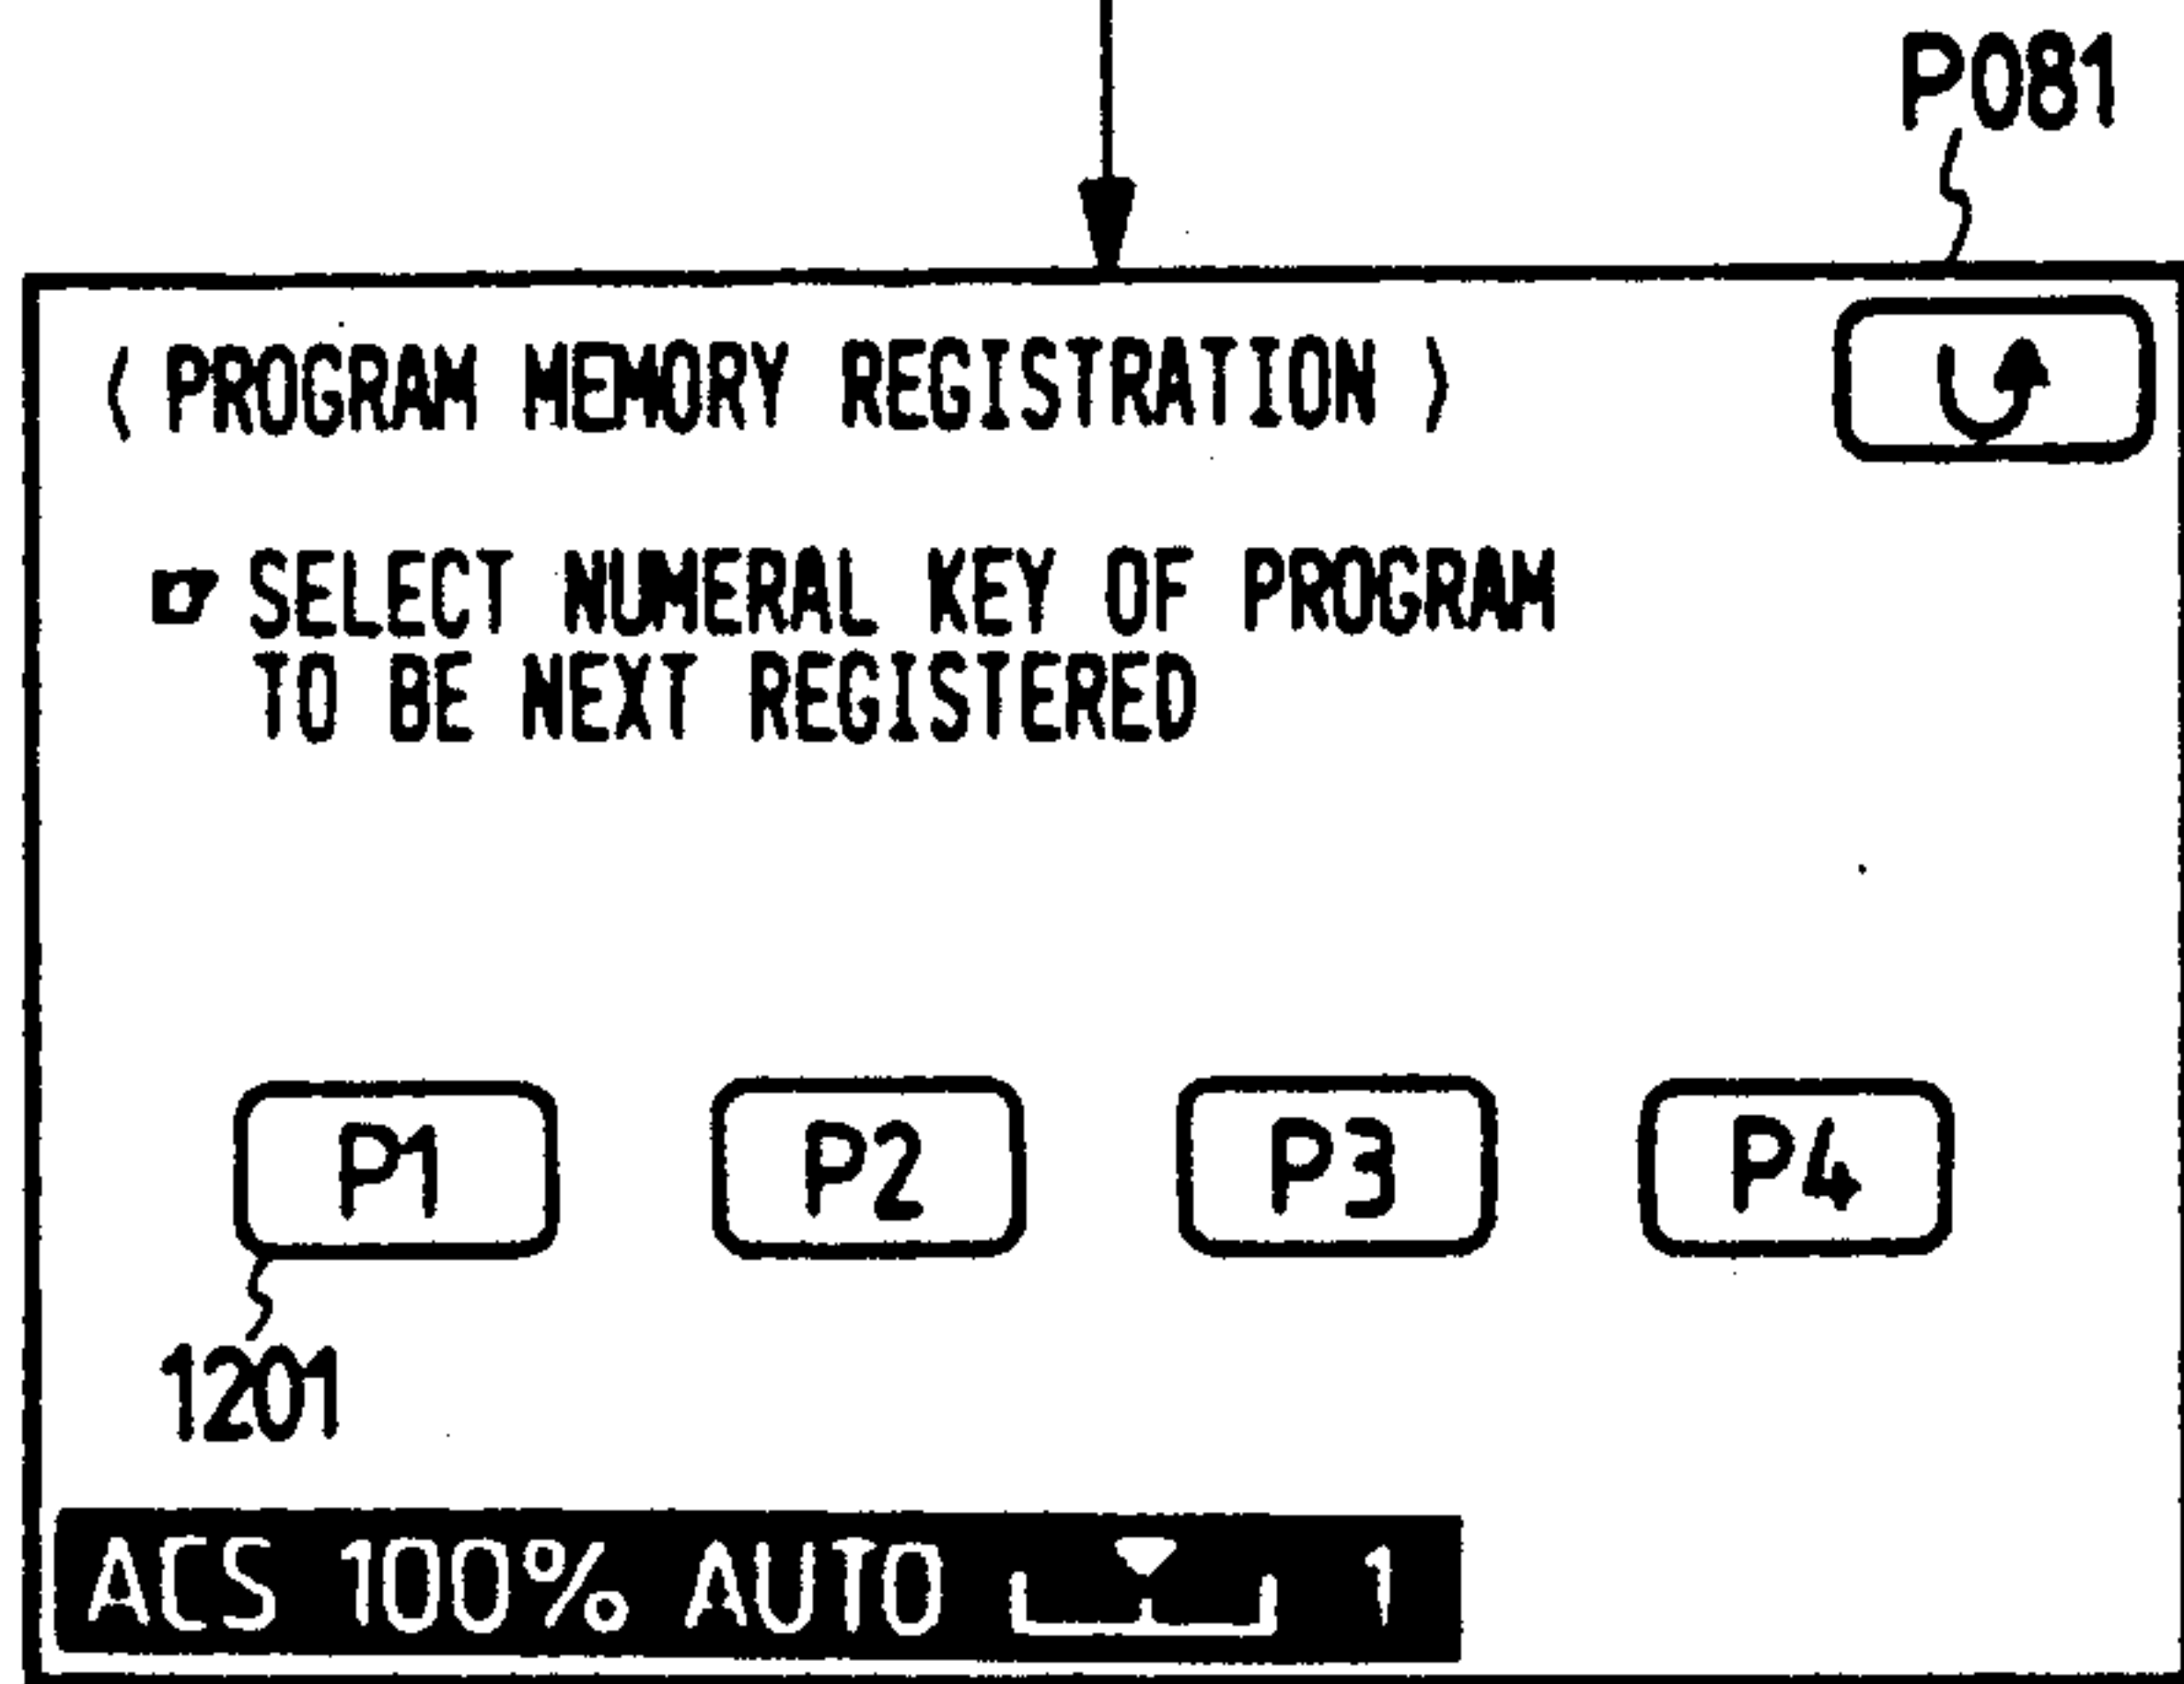 P081
( PROGRAM MEMORY REGISTRATION )
SELECT NUMERAL KEY OF PROGRAM
TO BE NEXT REGISTERED
P1 P2 P3 P4
1201
ACS 100% AUTO 1